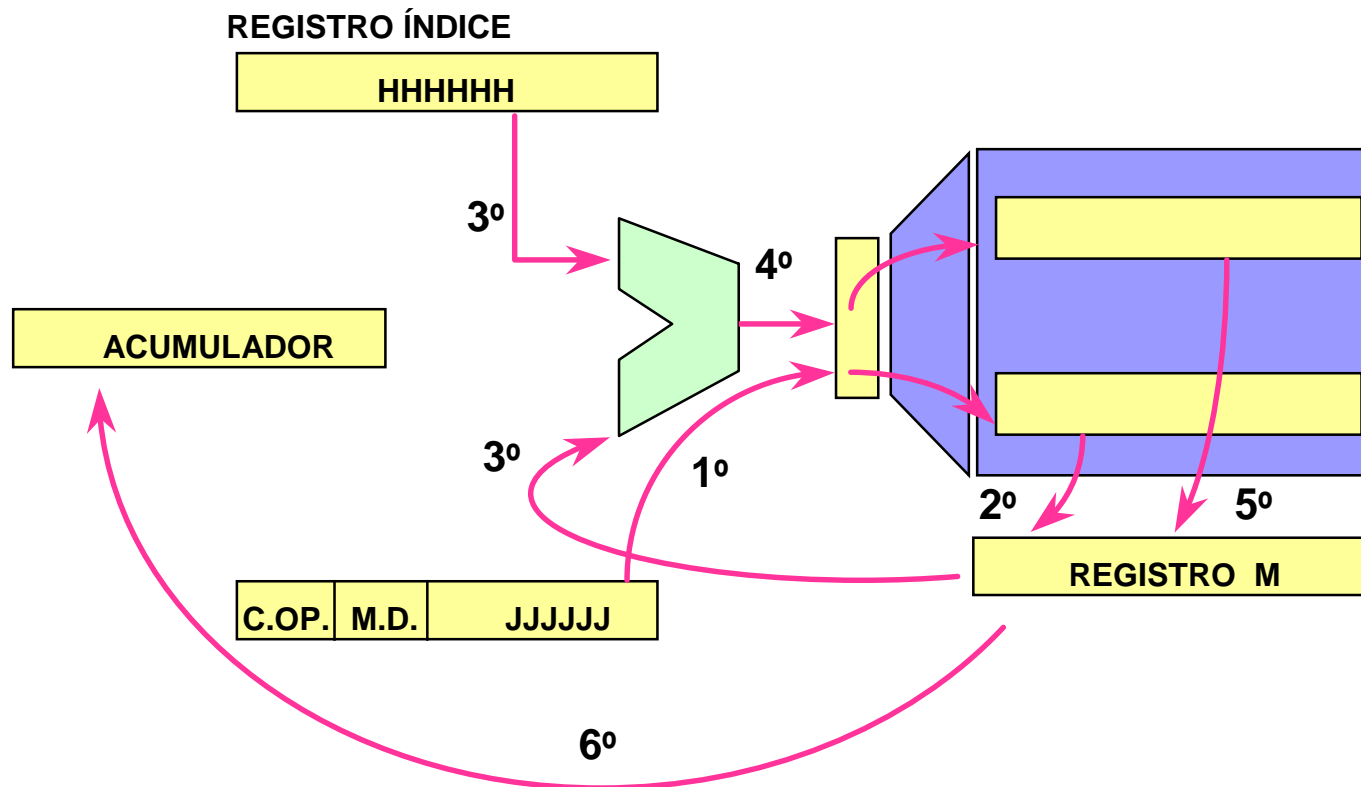 REGISTRO ÍNDICE
HHHHHH
3º
4º
ACUMULADOR
3º
1º
2º
5º
REGISTRO M
C.OP. M.D. JJJJJJ
6º